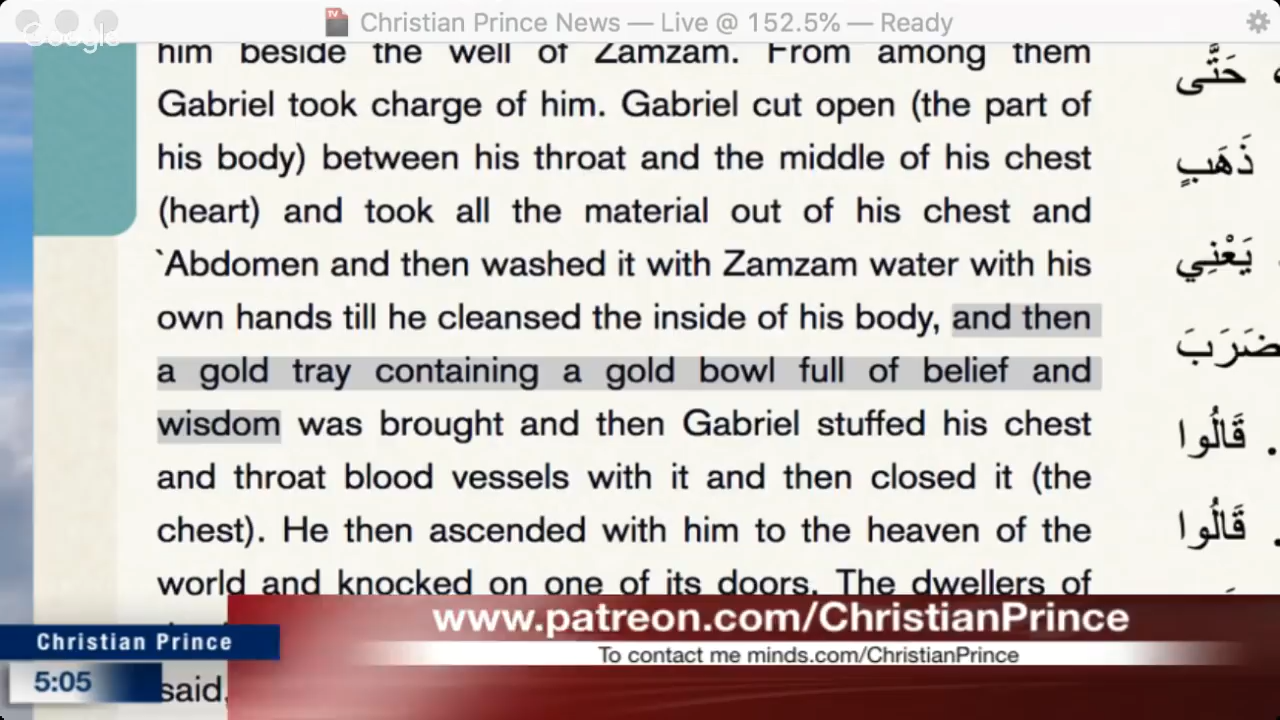 Christian Prince News — Live @ 152.5% — Ready
Google
him beside the well of Zamzam. From among them
Gabriel took charge of him. Gabriel cut open (the part of
his body) between his throat and the middle of his chest
(heart) and took all the material out of his chest and
`Abdomen and then washed it with Zamzam water with his
own hands till he cleansed the inside of his body, and then
a gold tray containing a gold bowl full of belief and
wisdom was brought and then Gabriel stuffed his chest
and throat blood vessels with it and then closed it (the
chest). He then ascended with him to the heaven of the
world and knocked on one of its doors. The dwellers of
said,
حَتَّى
ذَهَبٍ
يَعْنِي
ضَرَبَ
قَالُوا .
قَالُوا .
www.patreon.com/ChristianPrince
To contact me minds.com/ChristianPrince
Christian Prince
5:05